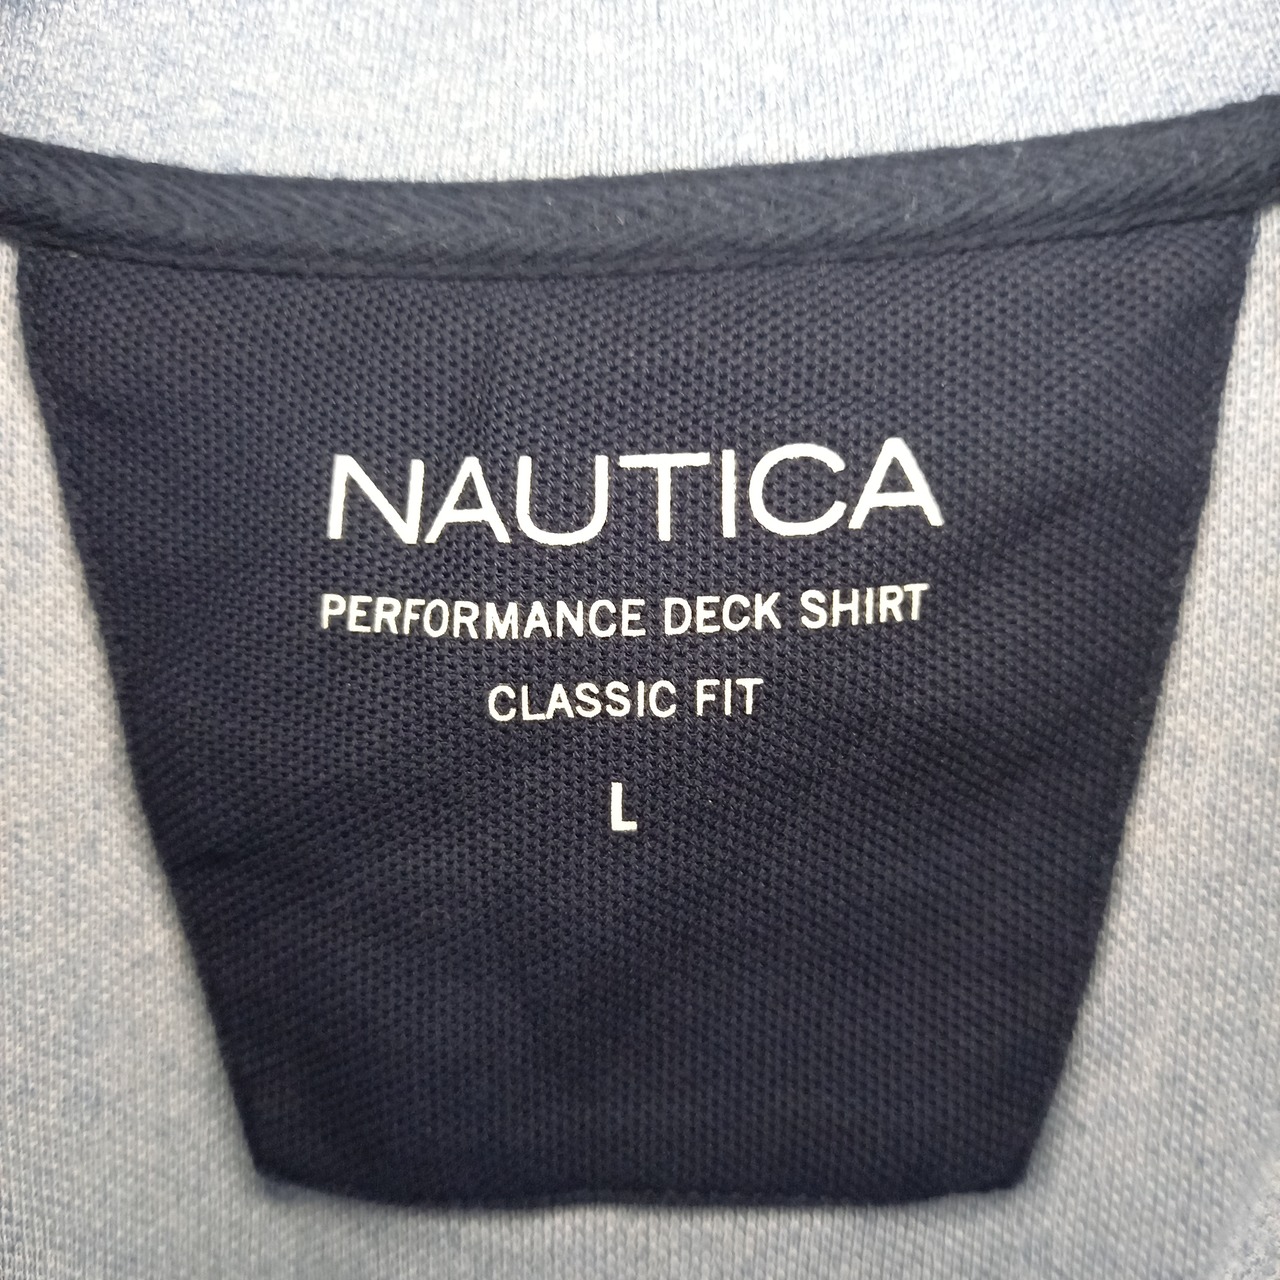 NAUTICA
PERFORMANCE DECK SHIRT
CLASSIC FIT
L